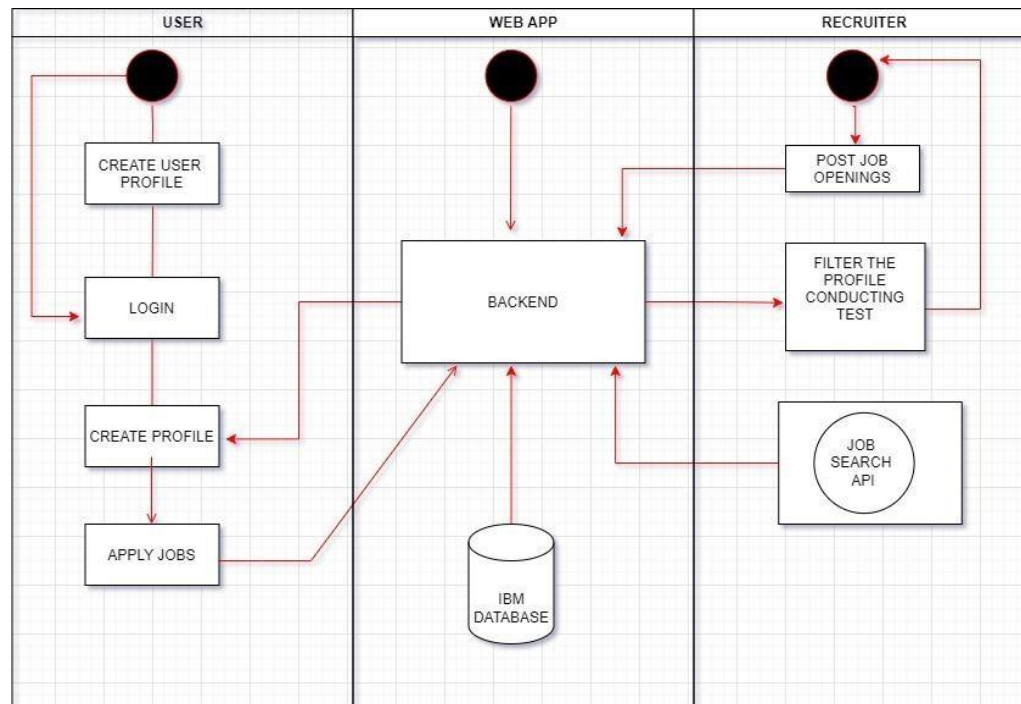 USER
WEB APP
RECRUITER
CREATE USER
PROFILE
LOGIN
CREATE PROFILE
APPLY JOBS
BACKEND
IBM
DATABASE
POST JOB
OPENINGS
FILTER THE
PROFILE
CONDUCTING
TEST
JOB
SEARCH
API